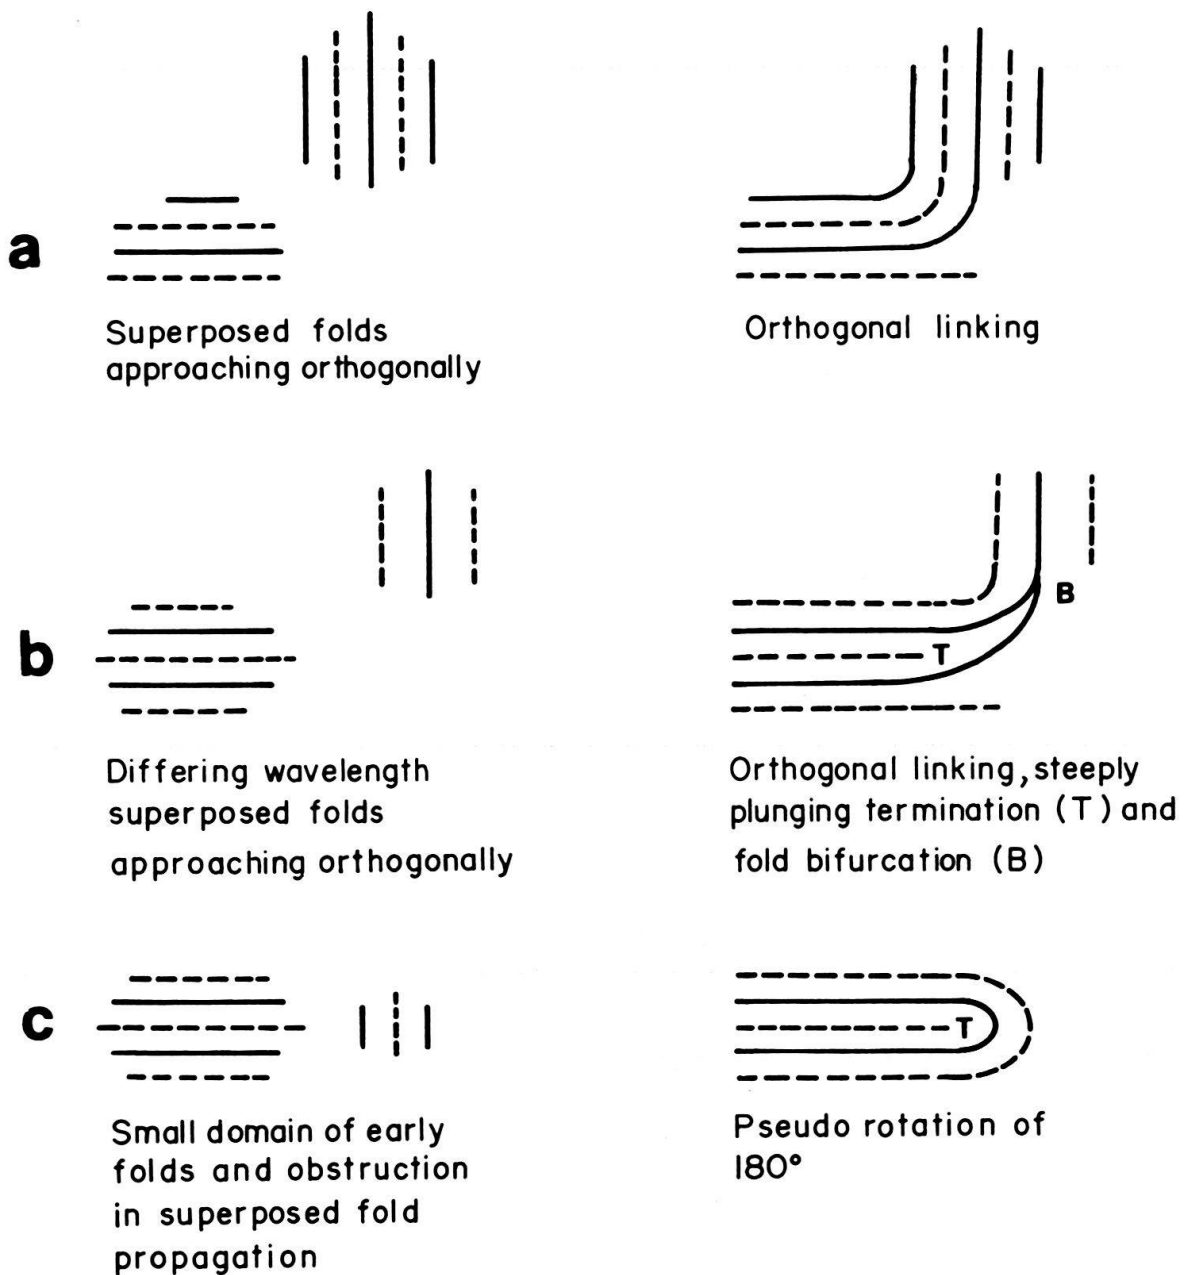 a
Superposed folds
approaching orthogonally
Orthogonal linking
b
B
T
Differing wavelength
superposed folds
approaching orthogonally
Orthogonal linking, steeply
plunging termination (T) and
fold bifurcation (B)
c
T
Small domain of early
folds and obstruction
in superposed fold
propagation
Pseudo rotation of
180°